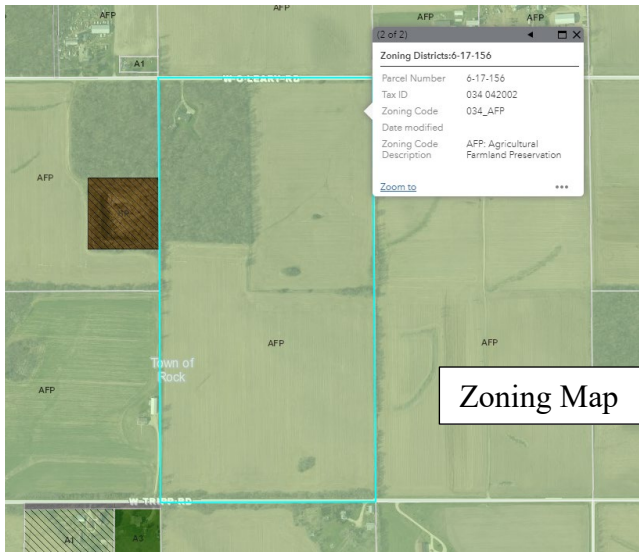 AFP
AFP
AFP
AFP
(2 of 2)
Zoning Districts:6-17-156
Parcel Number 6-17-156
Tax ID 034 042002
Zoning Code 034_AFP
Date modified
Zoning Code Description AFP: Agricultural
Farmland Preservation
Zoom to
A1
W-O'LEARY-RD
AFP
AFP
AFP
Town of
Rock
AFP
Zoning Map
W-TRIPP-RD
A1
A3